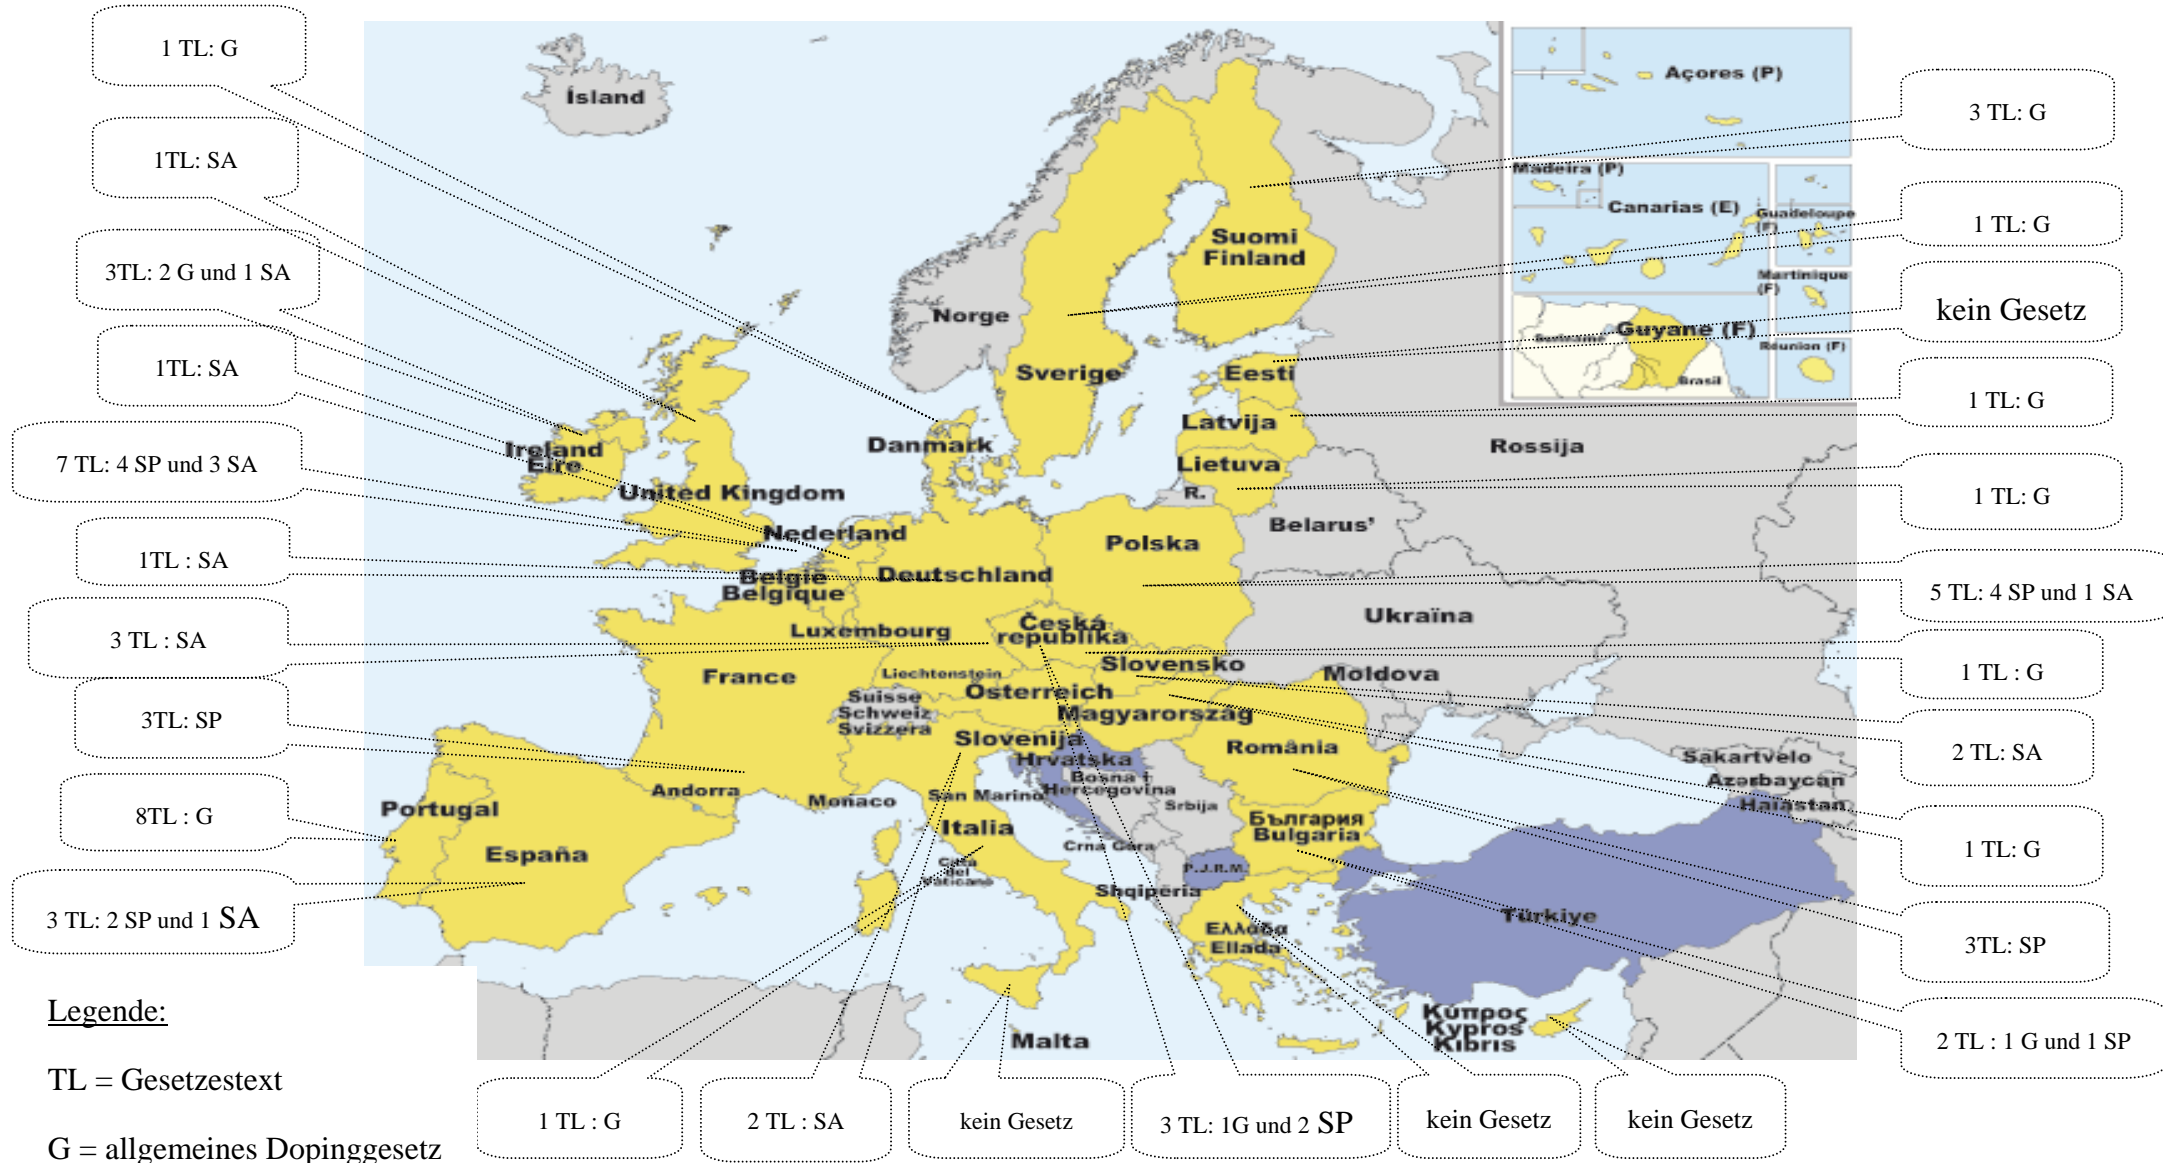 1 TL: G
1TL: SA
3TL: 2 G und 1 SA
1TL: SA
7 TL: 4 SP und 3 SA
1TL : SA
3 TL : SA
3TL: SP
8TL : G
3 TL: 2 SP und 1 SA
Ísland
Norge
Suomi
Finland
Sverige
Eesti
Latvija
Lietuva
R.
Danmark
Ireland
Eire
United Kingdom
Nederland
België
Belgique
Deutschland
Polska
Belarus'
Rossija
Luxembourg
Česká
republika
Ukraïna
Slovensko
Moldova
France
Liechtenstein
Österreich
Suisse
Schweiz
Svizzera
Magyarország
Slovenija
Hrvatska
România
Bosna i
Hercegovina
Andorra
Monaco
San Marino
Srbija
Sakartvelo
Azərbaycan
Haiastan
Portugal
España
Italia
България
Bulgaria
Crna Gora
Città
del
Vaticano
P.J.R.M.
Shqipëria
Türkiye
Ελλάδα
Ellada
Malta
Κύπρος
Kypros
Kibris
Açores (P)
Madeira (P)
Canarias (E)
Guadeloupe
(F)
Martinique
(F)
Guyane (F)
Suriname
Brasil
Réunion (F)
3 TL: G
1 TL: G
kein Gesetz
1 TL: G
1 TL: G
5 TL: 4 SP und 1 SA
1 TL : G
2 TL: SA
1 TL: G
3TL: SP
2 TL : 1 G und 1 SP
1 TL : G
2 TL : SA
kein Gesetz
3 TL: 1G und 2 SP
kein Gesetz
kein Gesetz
Legende:
TL = Gesetzestext
G = allgemeines Dopinggesetz